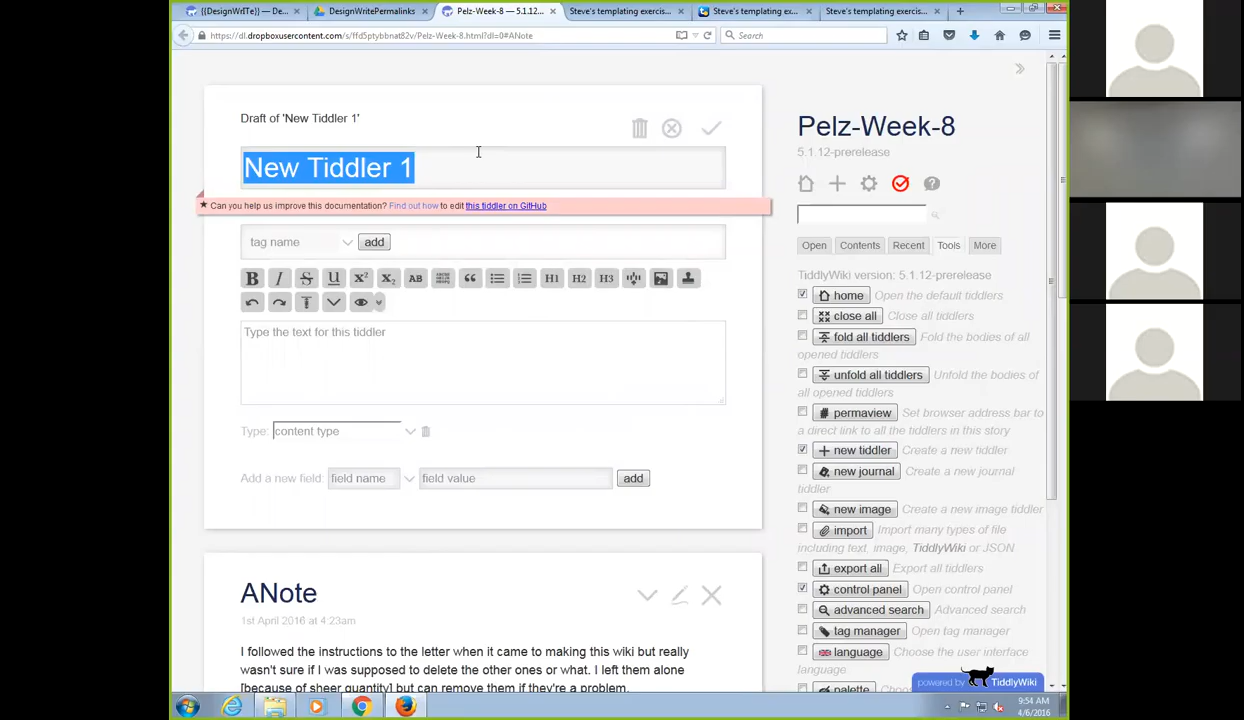 {{DesignWriTe}} — De...
DesignWritePermalinks
Pelz-Week-8 — 5.1.12...
Steve's templating exercis...
Steve's templating ex...
Steve's templating exercis...
https://dl.dropboxusercontent.com/s/ffd5ptybbnat82v/Pelz-Week-8.html?dl=0#ANote
Search
Draft of 'New Tiddler 1'
New Tiddler 1
★ Can you help us improve this documentation? Find out how to edit this tiddler on GitHub
tag name
add
B I S U X² X₂ AB H1 H2 H3
Type the text for this tiddler
Type: content type
Add a new field: field name field value add
ANote
1st April 2016 at 4:23am
I followed the instructions to the letter when it came to making this wiki but really
wasn't sure if I was supposed to delete the other ones or what. I left them alone
[because of sheer quantity] but can remove them if they're a problem.
Pelz-Week-8
5.1.12-prerelease
Open Contents Recent Tools More
TiddlyWiki version: 5.1.12-prerelease
home Open the default tiddlers
close all Close all tiddlers
fold all tiddlers Fold the bodies of all
opened tiddlers
unfold all tiddlers Unfold the bodies of
all opened tiddlers
permaview Set browser address bar to
a direct link to all the tiddlers in this story
new tiddler Create a new tiddler
new journal Create a new journal
tiddler
new image Create a new image tiddler
import Import many types of file
including text, image, TiddlyWiki or JSON
export all Export all tiddlers
control panel Open control panel
advanced search Advanced search
tag manager Open tag manager
language Choose the user interface
language
palette
powered by TiddlyWiki
9:54 AM
4/6/2016